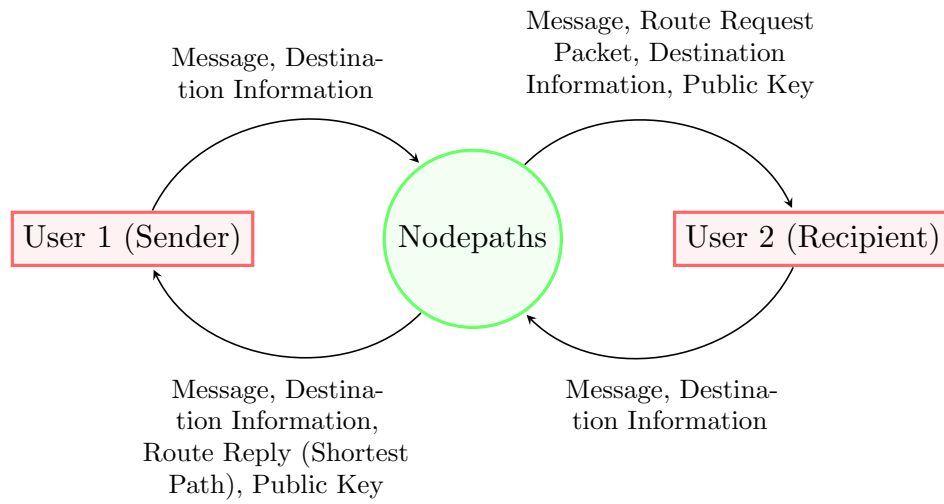 Message, Destina-
tion Information
Message, Route Request
Packet, Destination
Information, Public Key
User 1 (Sender)
Nodepaths
User 2 (Recipient)
Message, Destina-
tion Information,
Route Reply (Shortest
Path), Public Key
Message, Destina-
tion Information